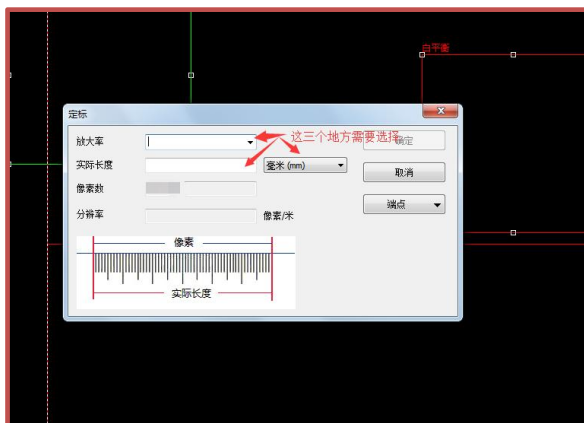 白平衡
定标
放大率
这三个地方需要选择
确定
实际长度
毫米 (mm)
取消
像素数
端点
分辨率
像素/米
像素
实际长度